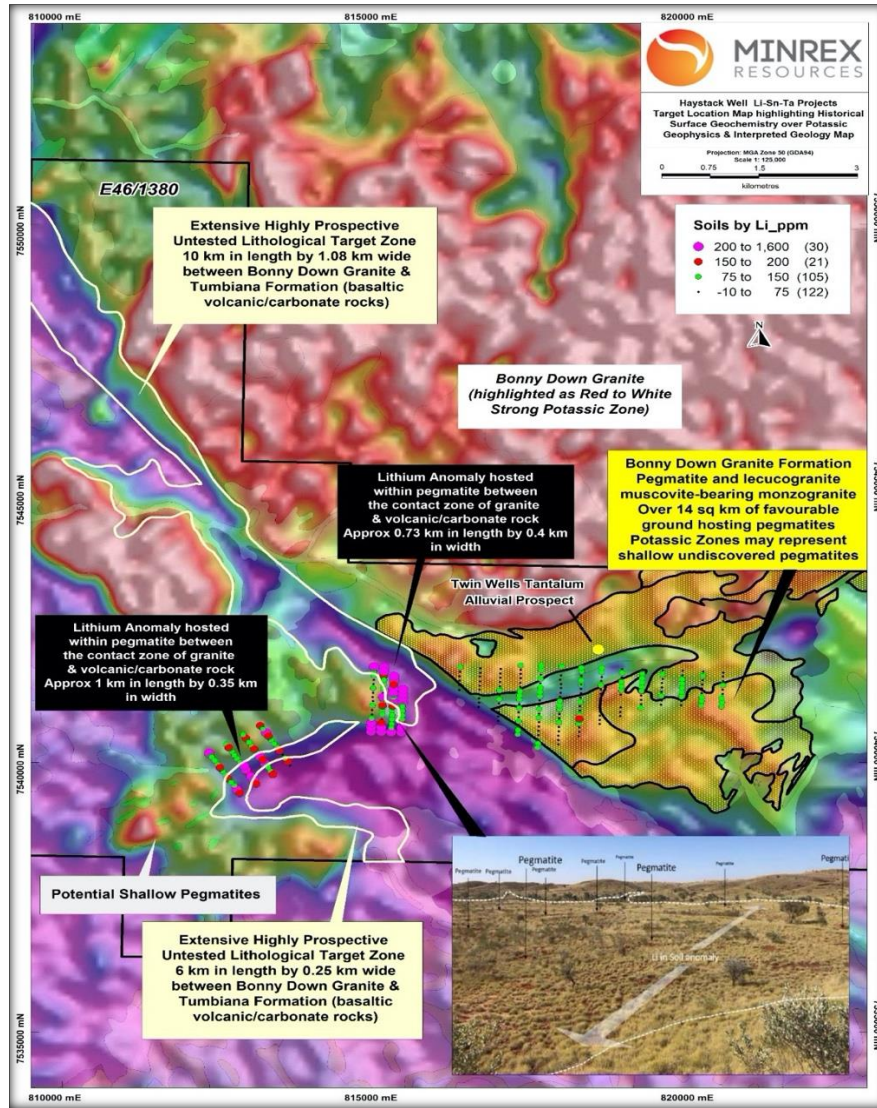 810000 mE
815000 mE
820000 mE
MINREX
RESOURCES
Haystack Well Li-Sn-Ta Projects
Target Location Map highlighting Historical
Surface Geochemistry over Potassic
Geophysics & Interpreted Geology Map
Projection: MGA Zone 50 (GDA94)
Scale 1: 125,000
0 0.75 1.5 3
kilometres
E46/1380
7550000 mN
7550000 mN
Extensive Highly Prospective
Untested Lithological Target Zone
10 km in length by 1.08 km wide
between Bonny Down Granite &
Tumbiana Formation (basaltic
volcanic/carbonate rocks)
Soils by Li_ppm
200 to 1,600 (30)
150 to 200 (21)
75 to 150 (105)
-10 to 75 (122)
N
Bonny Down Granite
(highlighted as Red to White
Strong Potassic Zone)
7545000 mN
7545000 mN
Lithium Anomaly hosted
within pegmatite between
the contact zone of granite
& volcanic/carbonate rock
Approx 0.73 km in length by 0.4 km
in width
Bonny Down Granite Formation
Pegmatite and lecucogranite
muscovite-bearing monzogranite
Over 14 sq km of favourable
ground hosting pegmatites
Potassic Zones may represent
shallow undiscovered pegmatites
Twin Wells Tantalum
Alluvial Prospect
Lithium Anomaly hosted
within pegmatite between
the contact zone of granite
& volcanic/carbonate rock
Approx 1 km in length by 0.35 km
in width
7540000 mN
7540000 mN
Potential Shallow Pegmatites
Extensive Highly Prospective
Untested Lithological Target Zone
6 km in length by 0.25 km wide
between Bonny Down Granite &
Tumbiana Formation (basaltic
volcanic/carbonate rocks)
Pegmatite
Pegmatite
Pegmatite
Pegmatite
Pegmatite
Pegmatite
Pegmatite
Pegmatite
Pegmati
Li in Soil anomaly
7535000 mN
7535000 mN
810000 mE
815000 mE
820000 mE